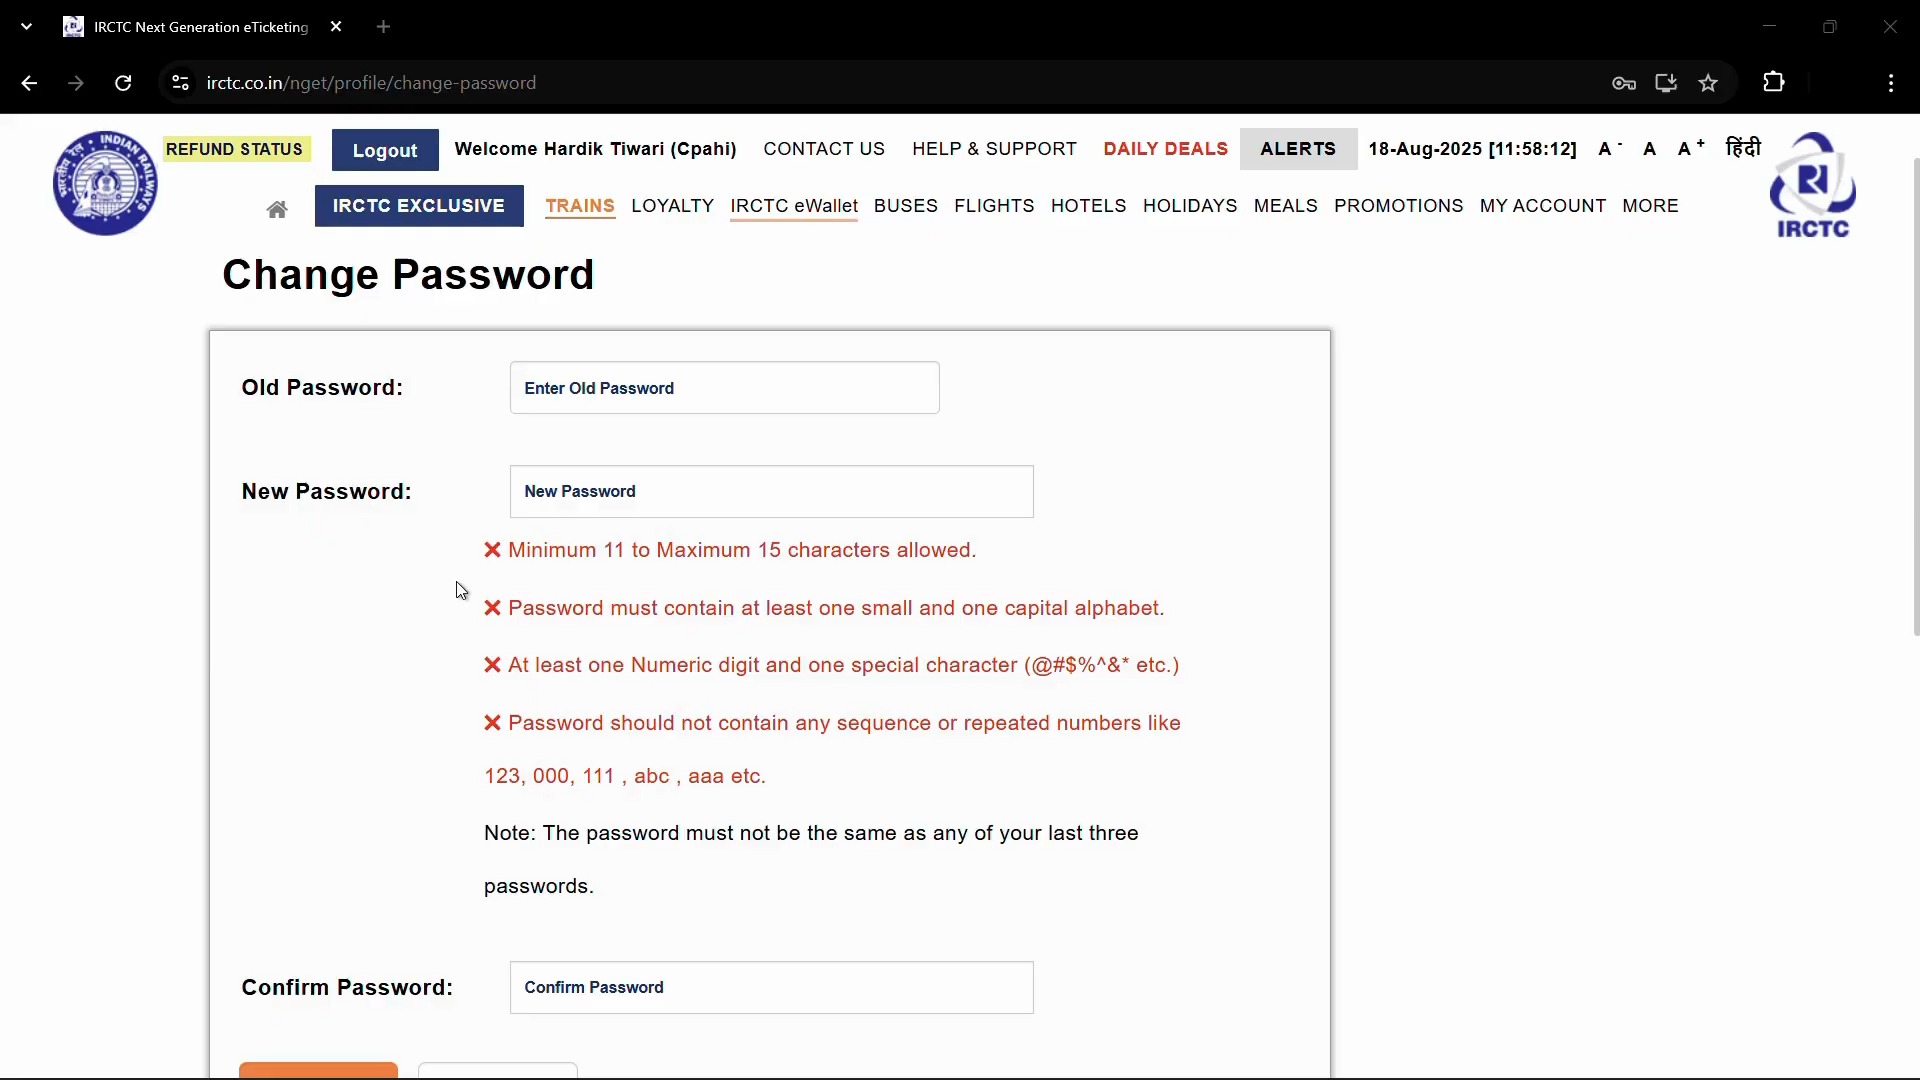 IRCTC Next Generation eTicketing
irctc.co.in/nget/profile/change-password
REFUND STATUS Logout Welcome Hardik Tiwari (Cpahi) CONTACT US HELP & SUPPORT DAILY DEALS ALERTS 18-Aug-2025 [11:58:12] A - A A + हिंदी
IRCTC EXCLUSIVE TRAINS LOYALTY IRCTC eWallet BUSES FLIGHTS HOTELS HOLIDAYS MEALS PROMOTIONS MY ACCOUNT MORE
INDIAN RAILWAYS
भारतीय रेल
IRCTC
Change Password
Old Password: Enter Old Password
New Password: New Password
Minimum 11 to Maximum 15 characters allowed.
Password must contain at least one small and one capital alphabet.
At least one Numeric digit and one special character (@#$%^&* etc.)
Password should not contain any sequence or repeated numbers like
123, 000, 111 , abc , aaa etc.
Note: The password must not be the same as any of your last three
passwords.
Confirm Password: Confirm Password